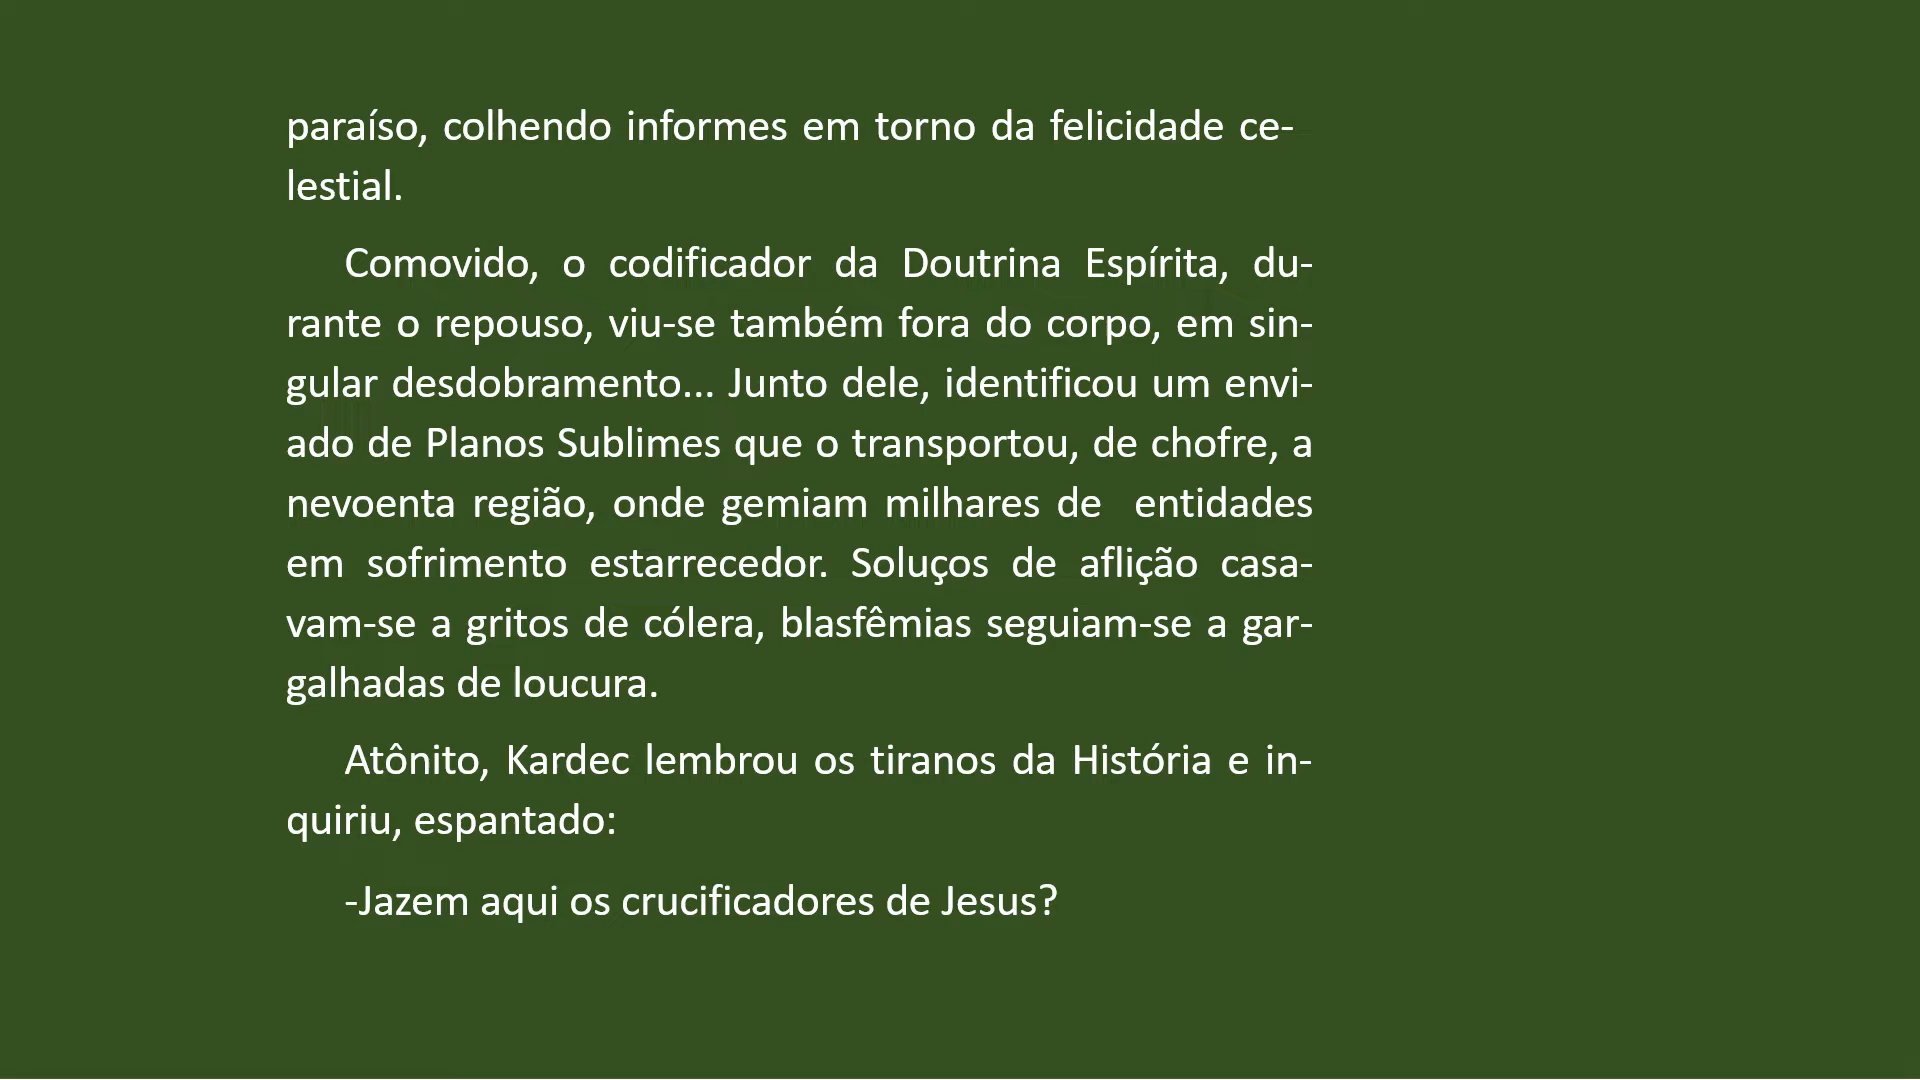 paraíso, colhendo informes em torno da felicidade ce-
lestial.
Comovido, o codificador da Doutrina Espírita, du-
rante o repouso, viu-se também fora do corpo, em sin-
gular desdobramento... Junto dele, identificou um envi-
ado de Planos Sublimes que o transportou, de chofre, a
nevoenta região, onde gemiam milhares de  entidades
em sofrimento estarrecedor. Soluços de aflição casa-
vam-se a gritos de cólera, blasfêmias seguiam-se a gar-
galhadas de loucura.
Atônito, Kardec lembrou os tiranos da História e in-
quiriu, espantado:
-Jazem aqui os crucificadores de Jesus?